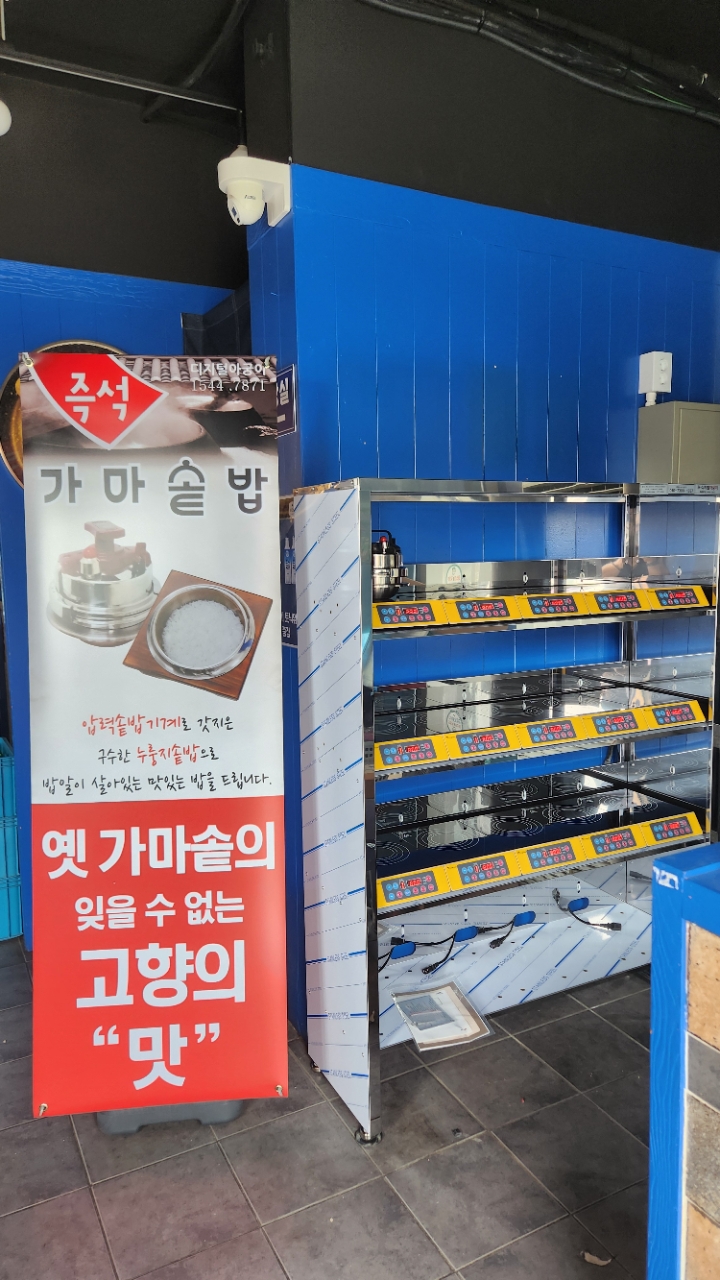 즉석
디지털아궁이
1544.7871
가마솥밥
압력솥밥기계로 갓지은
구수한 누룽지솥밥으로
밥알이 살아있는 맛있는 밥을 드립니다.
옛 가마솥의
잊을 수 없는
고향의
“맛”
실